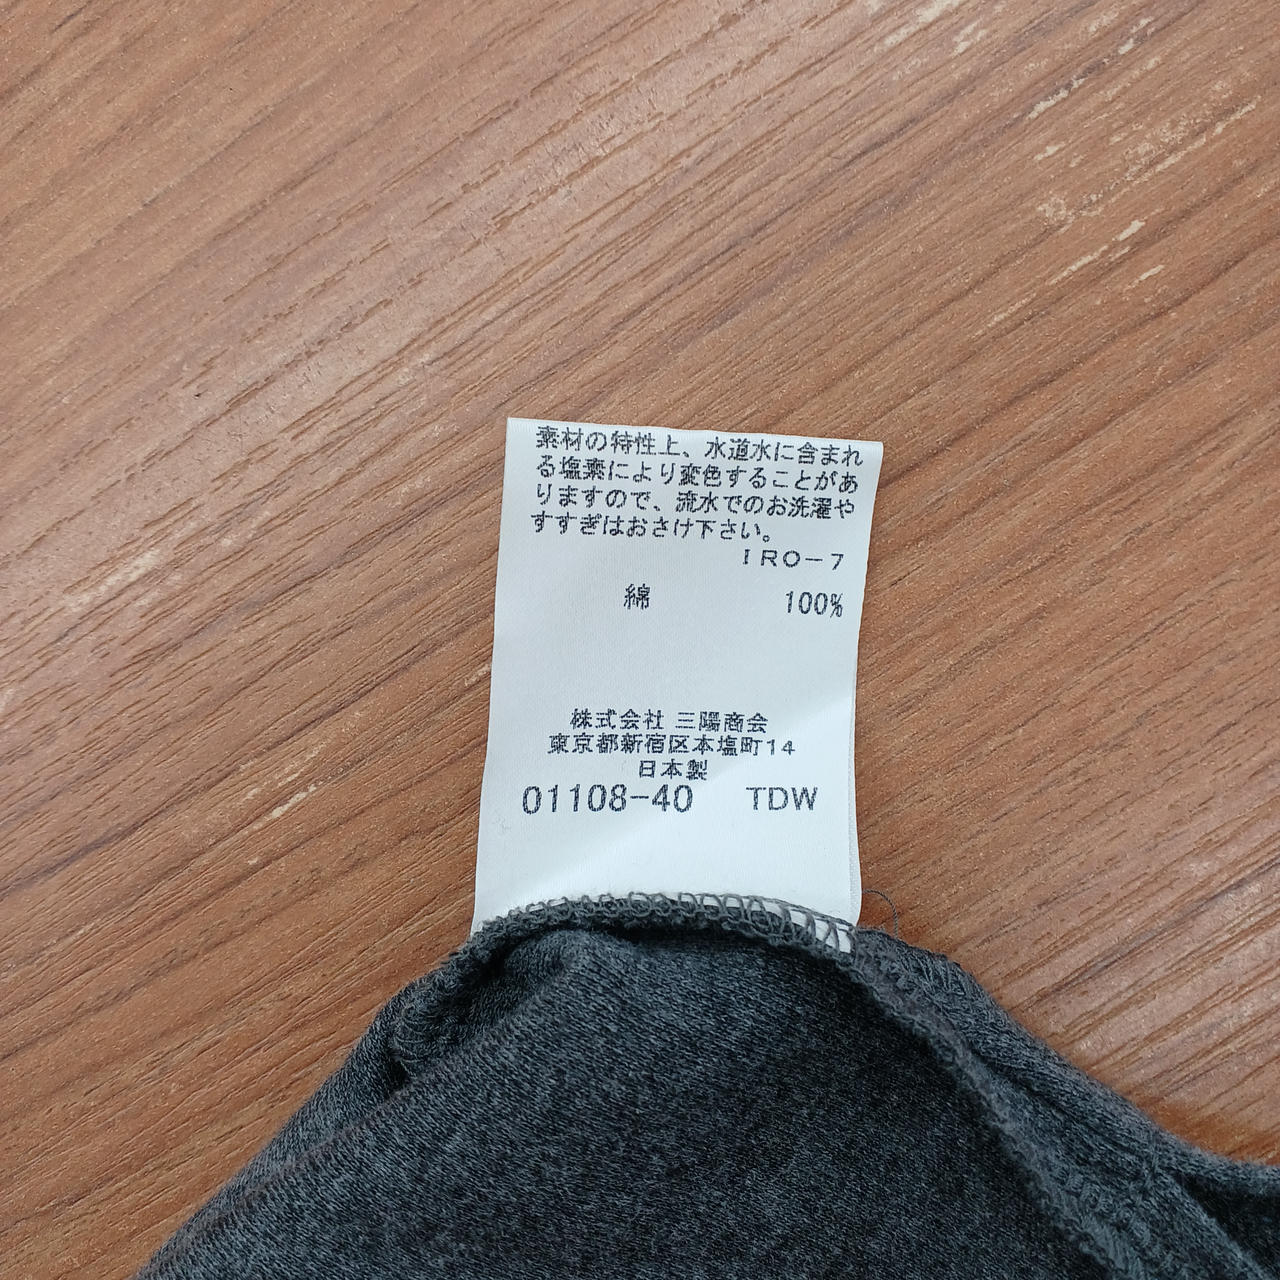 素材の特性上、水道水に含まれ
る塩素により変色することがあ
りますので、流水でのお洗濯や
すすぎはおさけ下さい。
IRO-7
綿 100%
株式会社 三陽商会
東京都新宿区本塩町14
日本製
01108-40 TDW